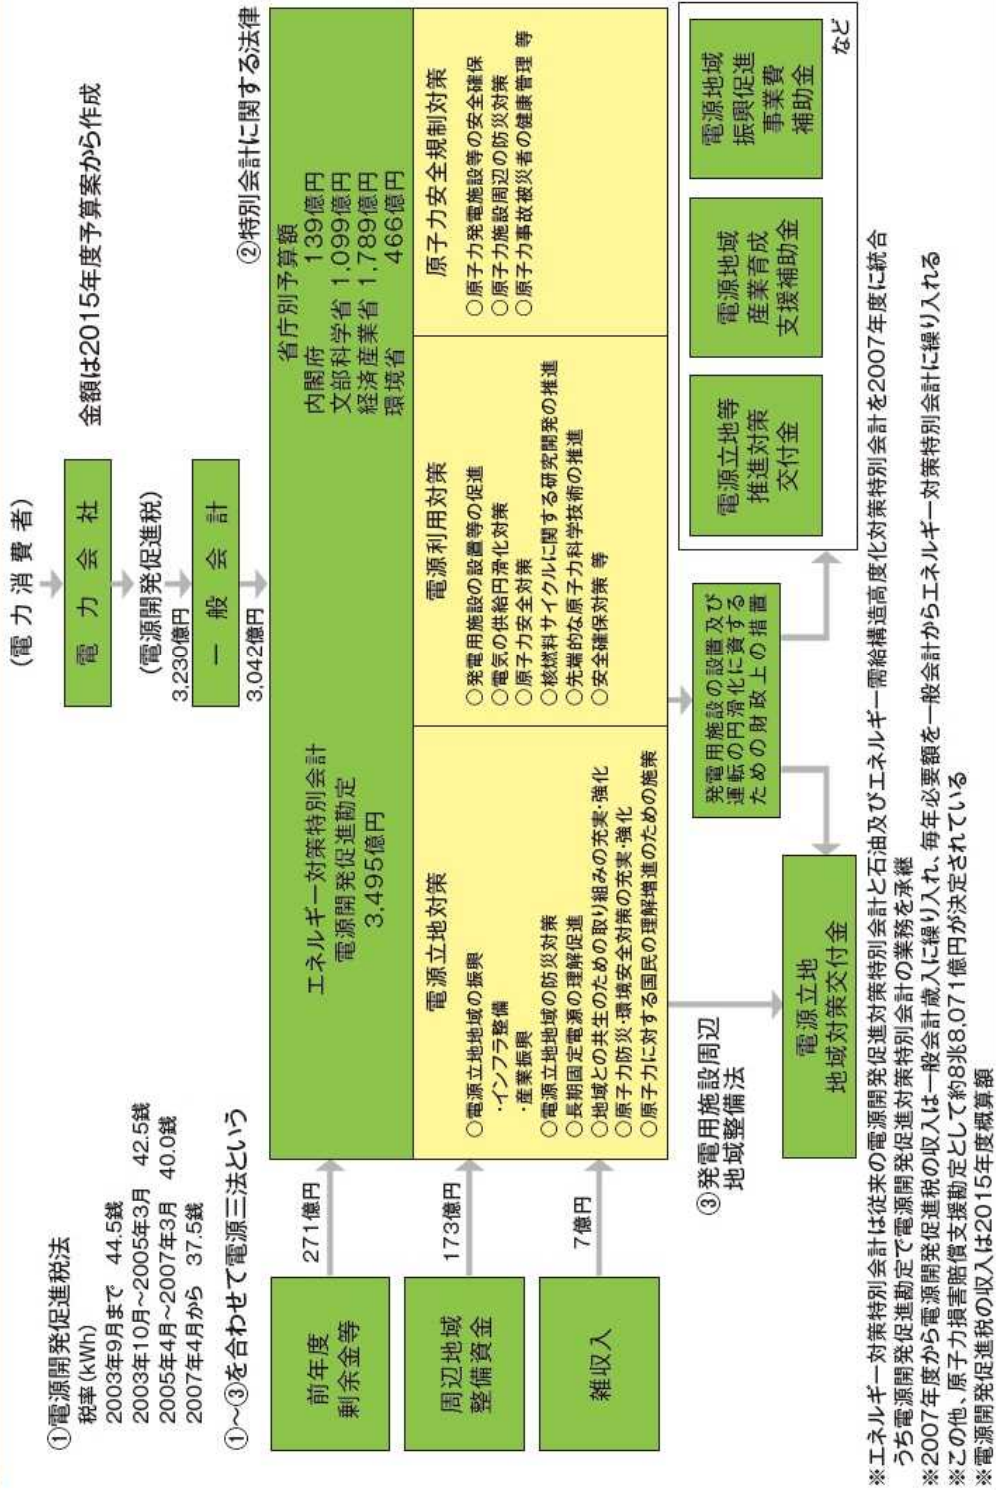 (電力消費者)
電力会社
金額は2015年度予算案から作成
(電源開発促進税)
3,230億円
一般会計
3,042億円
①電源開発促進税法
税率(kWh)
2003年9月まで 44.5銭
2003年10月~2005年3月 42.5銭
2005年4月~2007年3月 40.0銭
2007年4月から 37.5銭
①~③を合わせて電源三法という
②特別会計に関する法律
前年度
剰余金等
271億円
周辺地域
整備資金
173億円
雑収入
7億円
エネルギー対策特別会計
電源開発促進勘定
3,495億円
省庁別予算額
内閣府 139億円
文部科学省 1,099億円
経済産業省 1,789億円
環境省 466億円
電源立地対策
○電源立地地域の振興
・インフラ整備
・産業振興
○電源立地地域の防災対策
○長期固定電源の理解促進
○地域との共生のための取り組みの充実・強化
○原子力防災・環境安全対策の充実・強化
○原子力に対する国民の理解増進のための施策
電源利用対策
○発電用施設の設置等の促進
○電気の供給円滑化対策
○原子力安全対策
○核燃料サイクルに関する研究開発の推進
○先端的な原子力科学技術の推進
○安全確保対策 等
原子力安全規制対策
○原子力発電施設等の安全確保
○原子力施設周辺の防災対策
○原子力事故被災者の健康管理 等
③発電用施設周辺
地域整備法
発電用施設の設置及び
運転の円滑化に資する
ための財政上の措置
電源立地
地域対策交付金
電源立地等
推進対策
交付金
電源地域
産業育成
支援補助金
電源地域
振興促進
事業費
補助金
など
※エネルギー対策特別会計は従来の電源開発促進対策特別会計と石油及びエネルギー需給構造高度化対策特別会計を2007年度に統合
うち電源開発促進勘定で電源開発促進対策特別会計の業務を承継
※2007年度から電源開発促進税の収入は一般会計歳入に繰り入れ、毎年必要額を一般会計からエネルギー対策特別会計に繰り入れる
※この他、原子力損害賠償支援勘定として約8兆8,071億円が決定されている
※電源開発促進税の収入は2015年度概算額